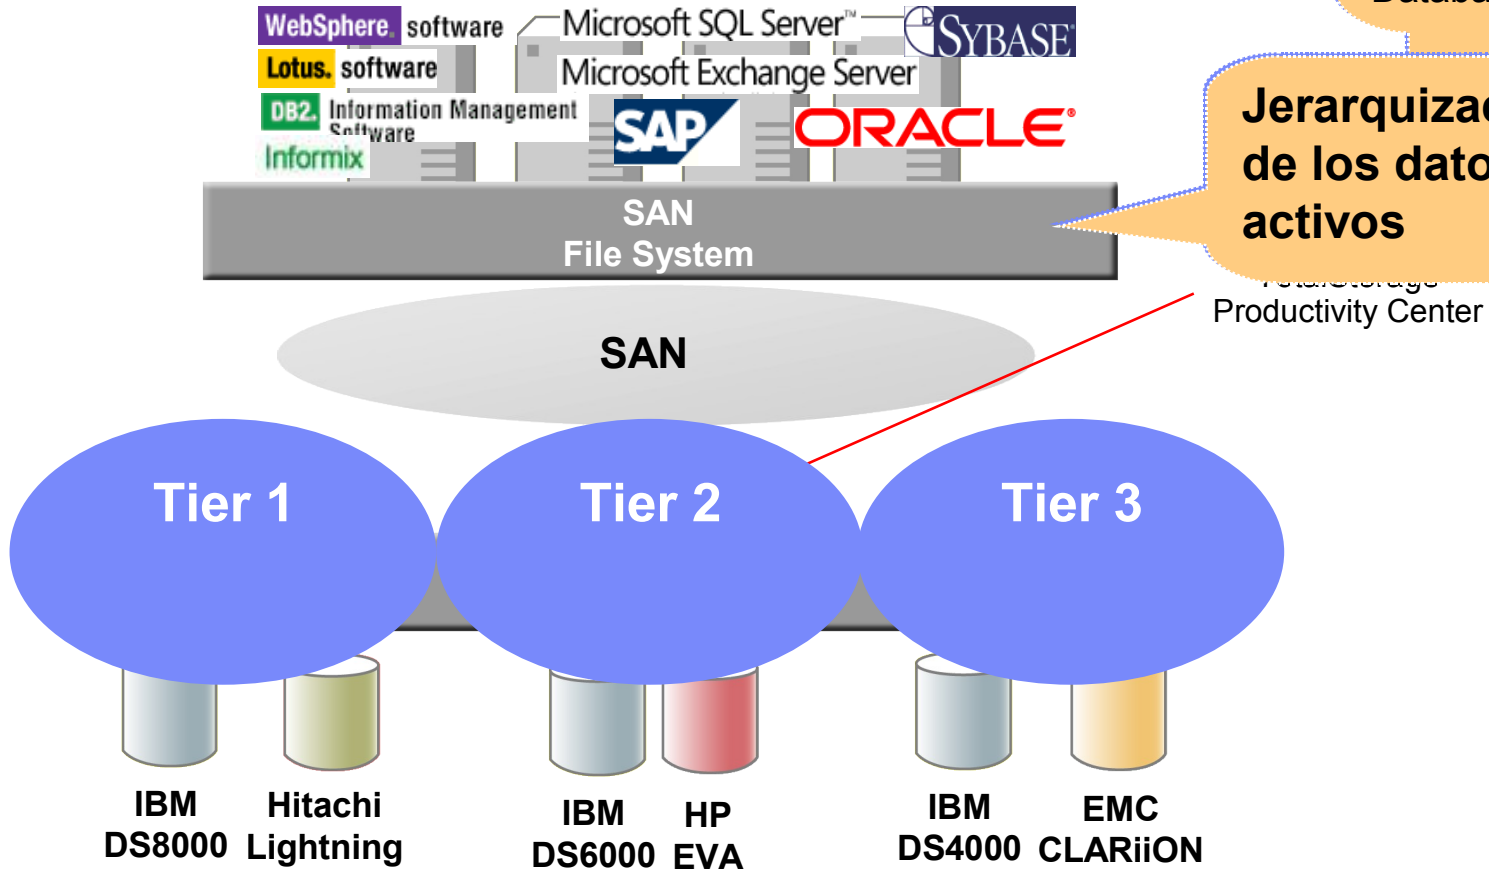 WebSphere. software
Microsoft SQL Server™
SYBASE
Databa
Lotus. software
Microsoft Exchange Server
DB2. Information Management
Software
Informix
SAP
ORACLE®
Jerarquizac
de los dato
activos
SAN
File System
Productivity Center
SAN
Tier 1
Tier 2
Tier 3
IBM
DS8000
Hitachi
Lightning
IBM
DS6000
HP
EVA
IBM
DS4000
EMC
CLARiiON